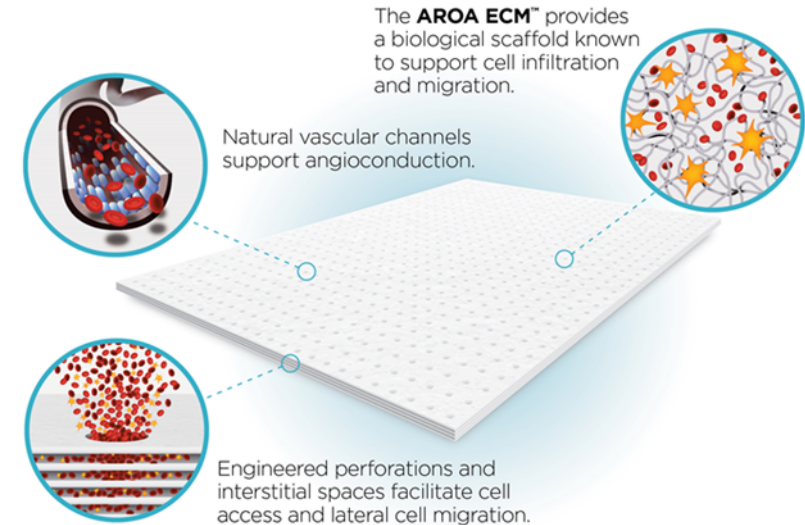 The AROA ECM™ provides
a biological scaffold known
to support cell infiltration
and migration.
Natural vascular channels
support angioconduction.
Engineered perforations and
interstitial spaces facilitate cell
access and lateral cell migration.